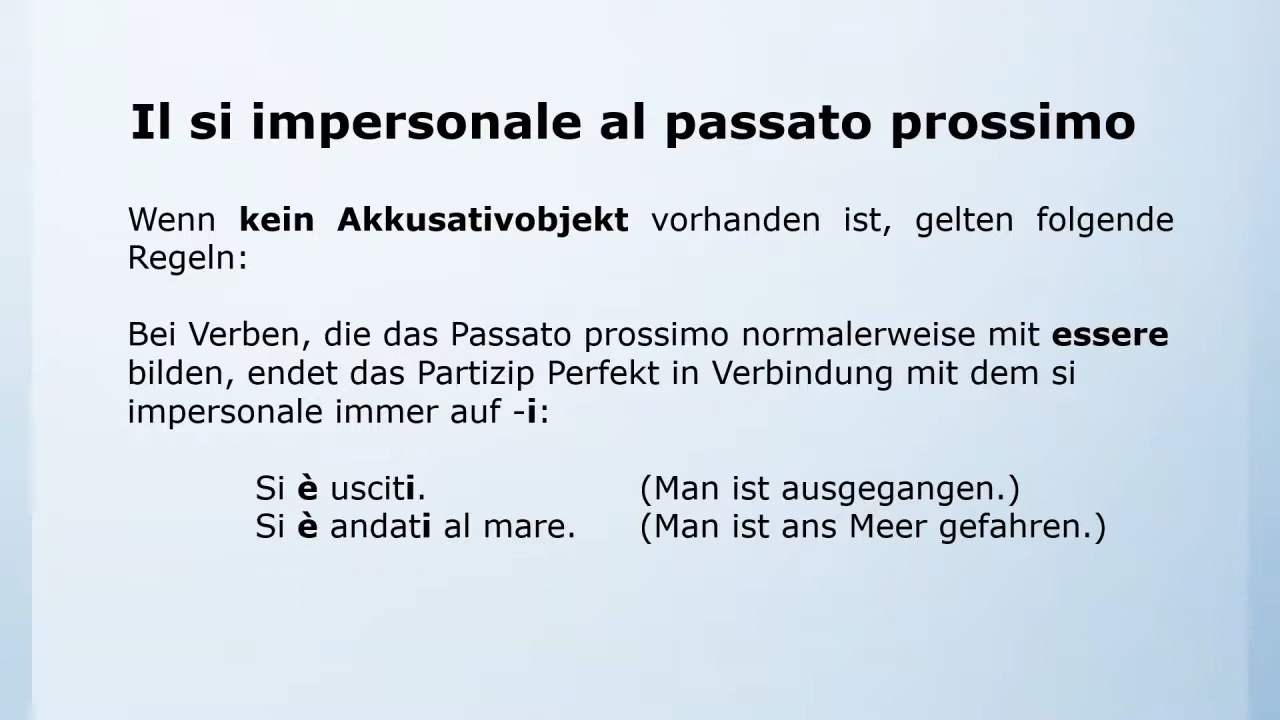 Il si impersonale al passato prossimo
Wenn kein Akkusativobjekt vorhanden ist, gelten folgende
Regeln:
Bei Verben, die das Passato prossimo normalerweise mit essere
bilden, endet das Partizip Perfekt in Verbindung mit dem si
impersonale immer auf -i:
Si è usciti. (Man ist ausgegangen.)
Si è andati al mare. (Man ist ans Meer gefahren.)